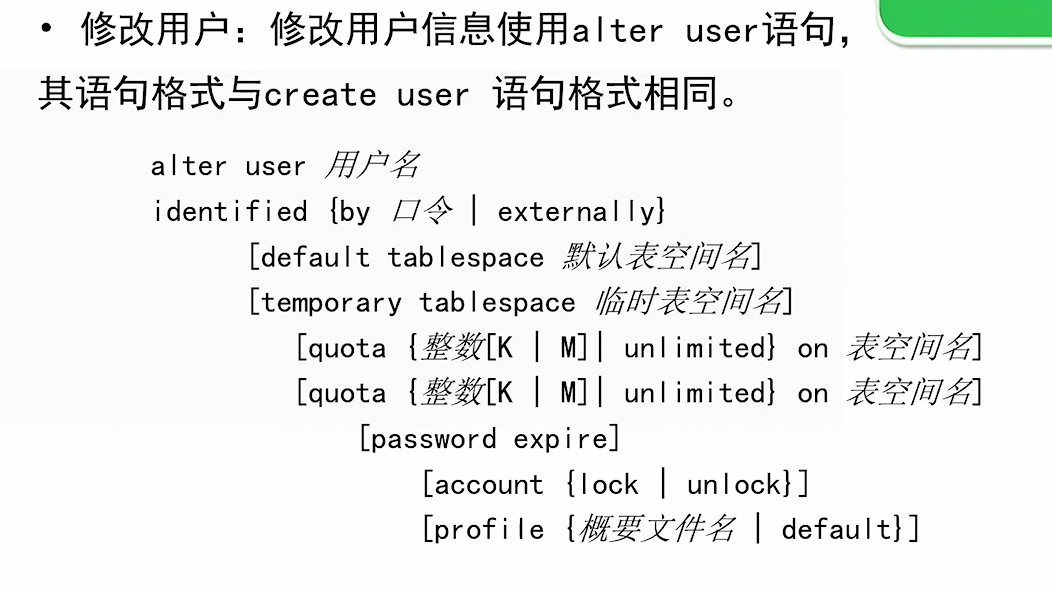 • 修改用户：修改用户信息使用alter user语句，
其语句格式与create user 语句格式相同。
alter user 用户名
identified {by 口令 | externally}
[default tablespace 默认表空间名]
[temporary tablespace 临时表空间名]
[quota {整数[K | M]| unlimited} on 表空间名]
[quota {整数[K | M]| unlimited} on 表空间名]
[password expire]
[account {lock | unlock}]
[profile {概要文件名 | default}]